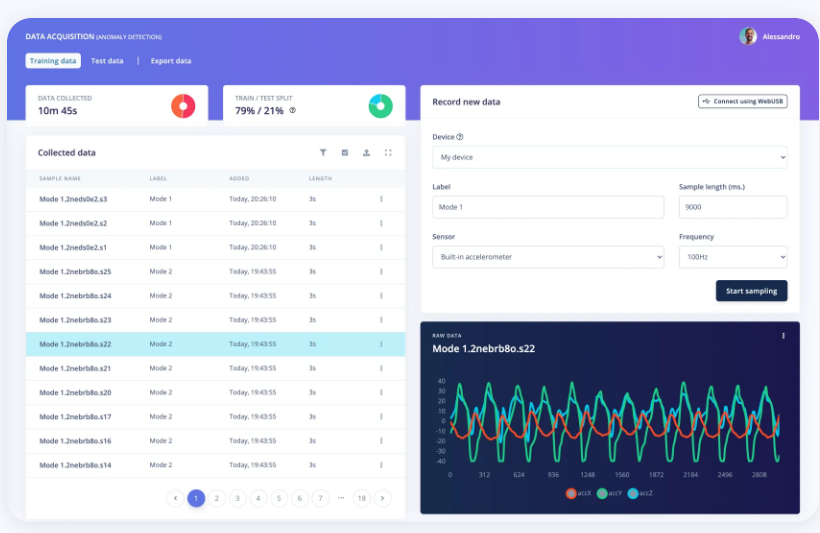 DATA ACQUISITION (ANOMALY DETECTION)
Alessandro
Training data
Test data
Export data
DATA COLLECTED
10m 45s
TRAIN / TEST SPLIT
79% / 21%
Collected data
SAMPLE NAME LABEL ADDED LENGTH
Mode 1.2neds0e2.s3 Mode 1 Today, 20:26:10 3s
Mode 1.2neds0e2.s2 Mode 1 Today, 20:26:10 3s
Mode 1.2neds0e2.s1 Mode 1 Today, 20:26:10 3s
Mode 1.2nebrb8o.s25 Mode 2 Today, 19:43:55 3s
Mode 1.2nebrb8o.s24 Mode 2 Today, 19:43:55 3s
Mode 1.2nebrb8o.s23 Mode 2 Today, 19:43:55 3s
Mode 1.2nebrb8o.s22 Mode 2 Today, 19:43:55 3s
Mode 1.2nebrb8o.s21 Mode 2 Today, 19:43:55 3s
Mode 1.2nebrb8o.s20 Mode 2 Today, 19:43:55 3s
Mode 1.2nebrb8o.s17 Mode 2 Today, 19:43:55 3s
Mode 1.2nebrb8o.s16 Mode 2 Today, 19:43:55 3s
Mode 1.2nebrb8o.s14 Mode 2 Today, 19:43:55 3s
1 2 3 4 5 6 7 ... 18
Record new data
Connect using WebUSB
Device
My device
Label Sample length (ms.)
Mode 1 9000
Sensor Frequency
Built-in accelerometer 100Hz
Start sampling
RAW DATA
Mode 1.2nebrb8o.s22
40
30
20
10
0
-10
-20
-30
-40
0 312 624 936 1248 1560 1872 2184 2496 2808
accX accY accZ